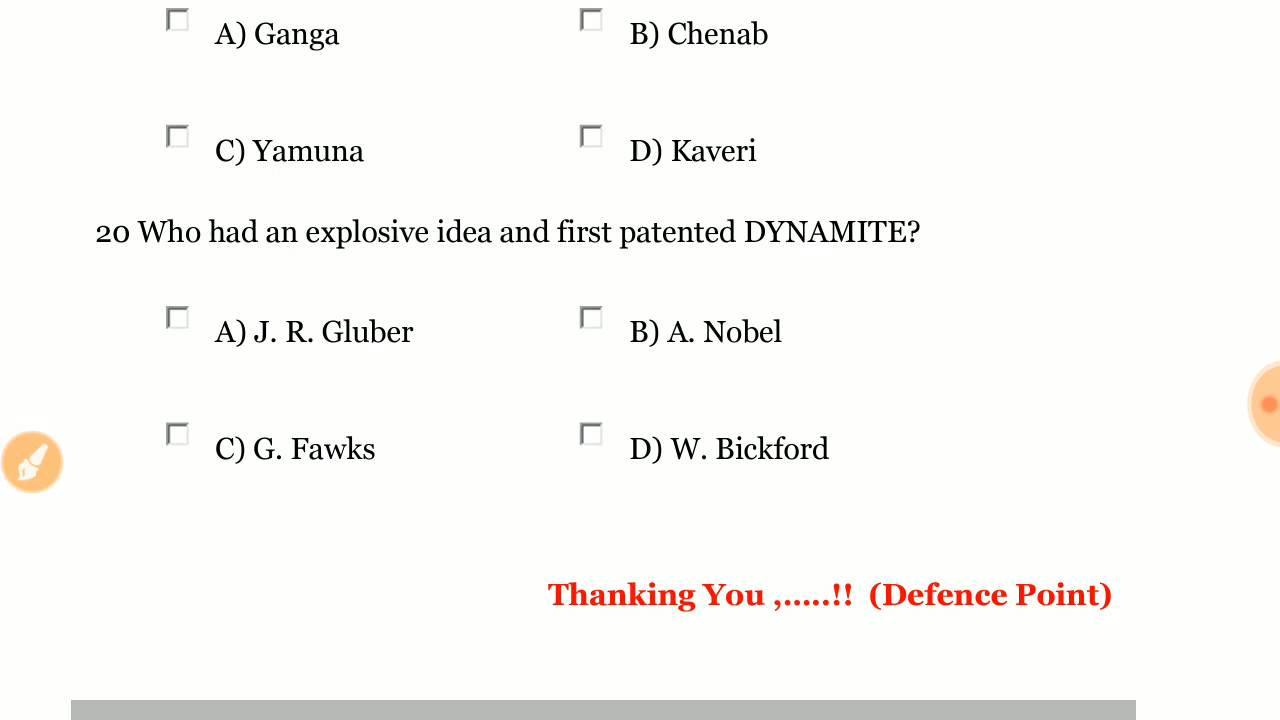 A) Ganga B) Chenab
C) Yamuna D) Kaveri
20 Who had an explosive idea and first patented DYNAMITE?
A) J. R. Gluber B) A. Nobel
C) G. Fawks D) W. Bickford
Thanking You ,.....!! (Defence Point)